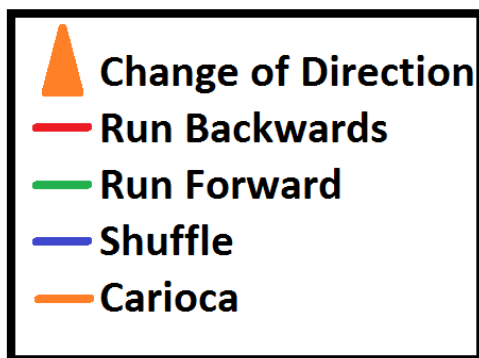 Change of Direction
Run Backwards
Run Forward
Shuffle
Carioca